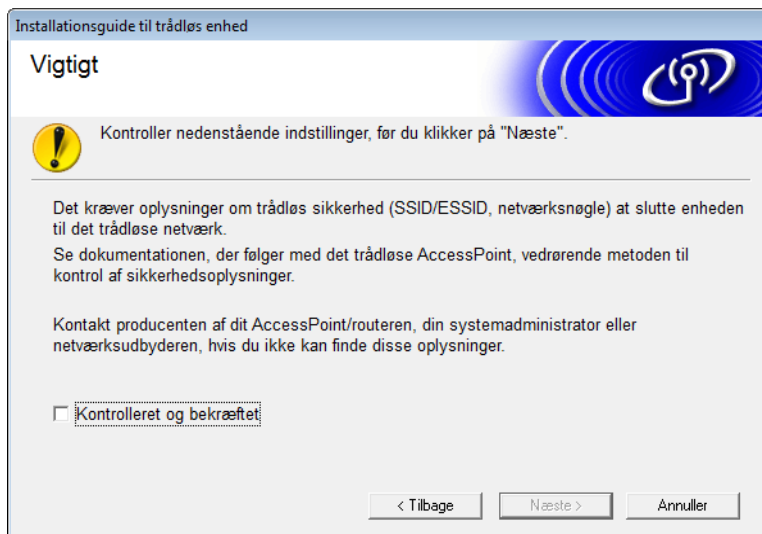 Installationsguide til trådløs enhed
Vigtigt
Kontroller nedenstående indstillinger, før du klikker på "Næste".
Det kræver oplysninger om trådløs sikkerhed (SSID/ESSID, netværksnøgle) at slutte enheden
til det trådløse netværk.
Se dokumentationen, der følger med det trådløse AccessPoint, vedrørende metoden til
kontrol af sikkerhedsoplysninger.
Kontakt producenten af dit AccessPoint/routeren, din systemadministrator eller
netværksudbyderen, hvis du ikke kan finde disse oplysninger.
Kontrolleret og bekræftet
< Tilbage
Næste >
Annuller